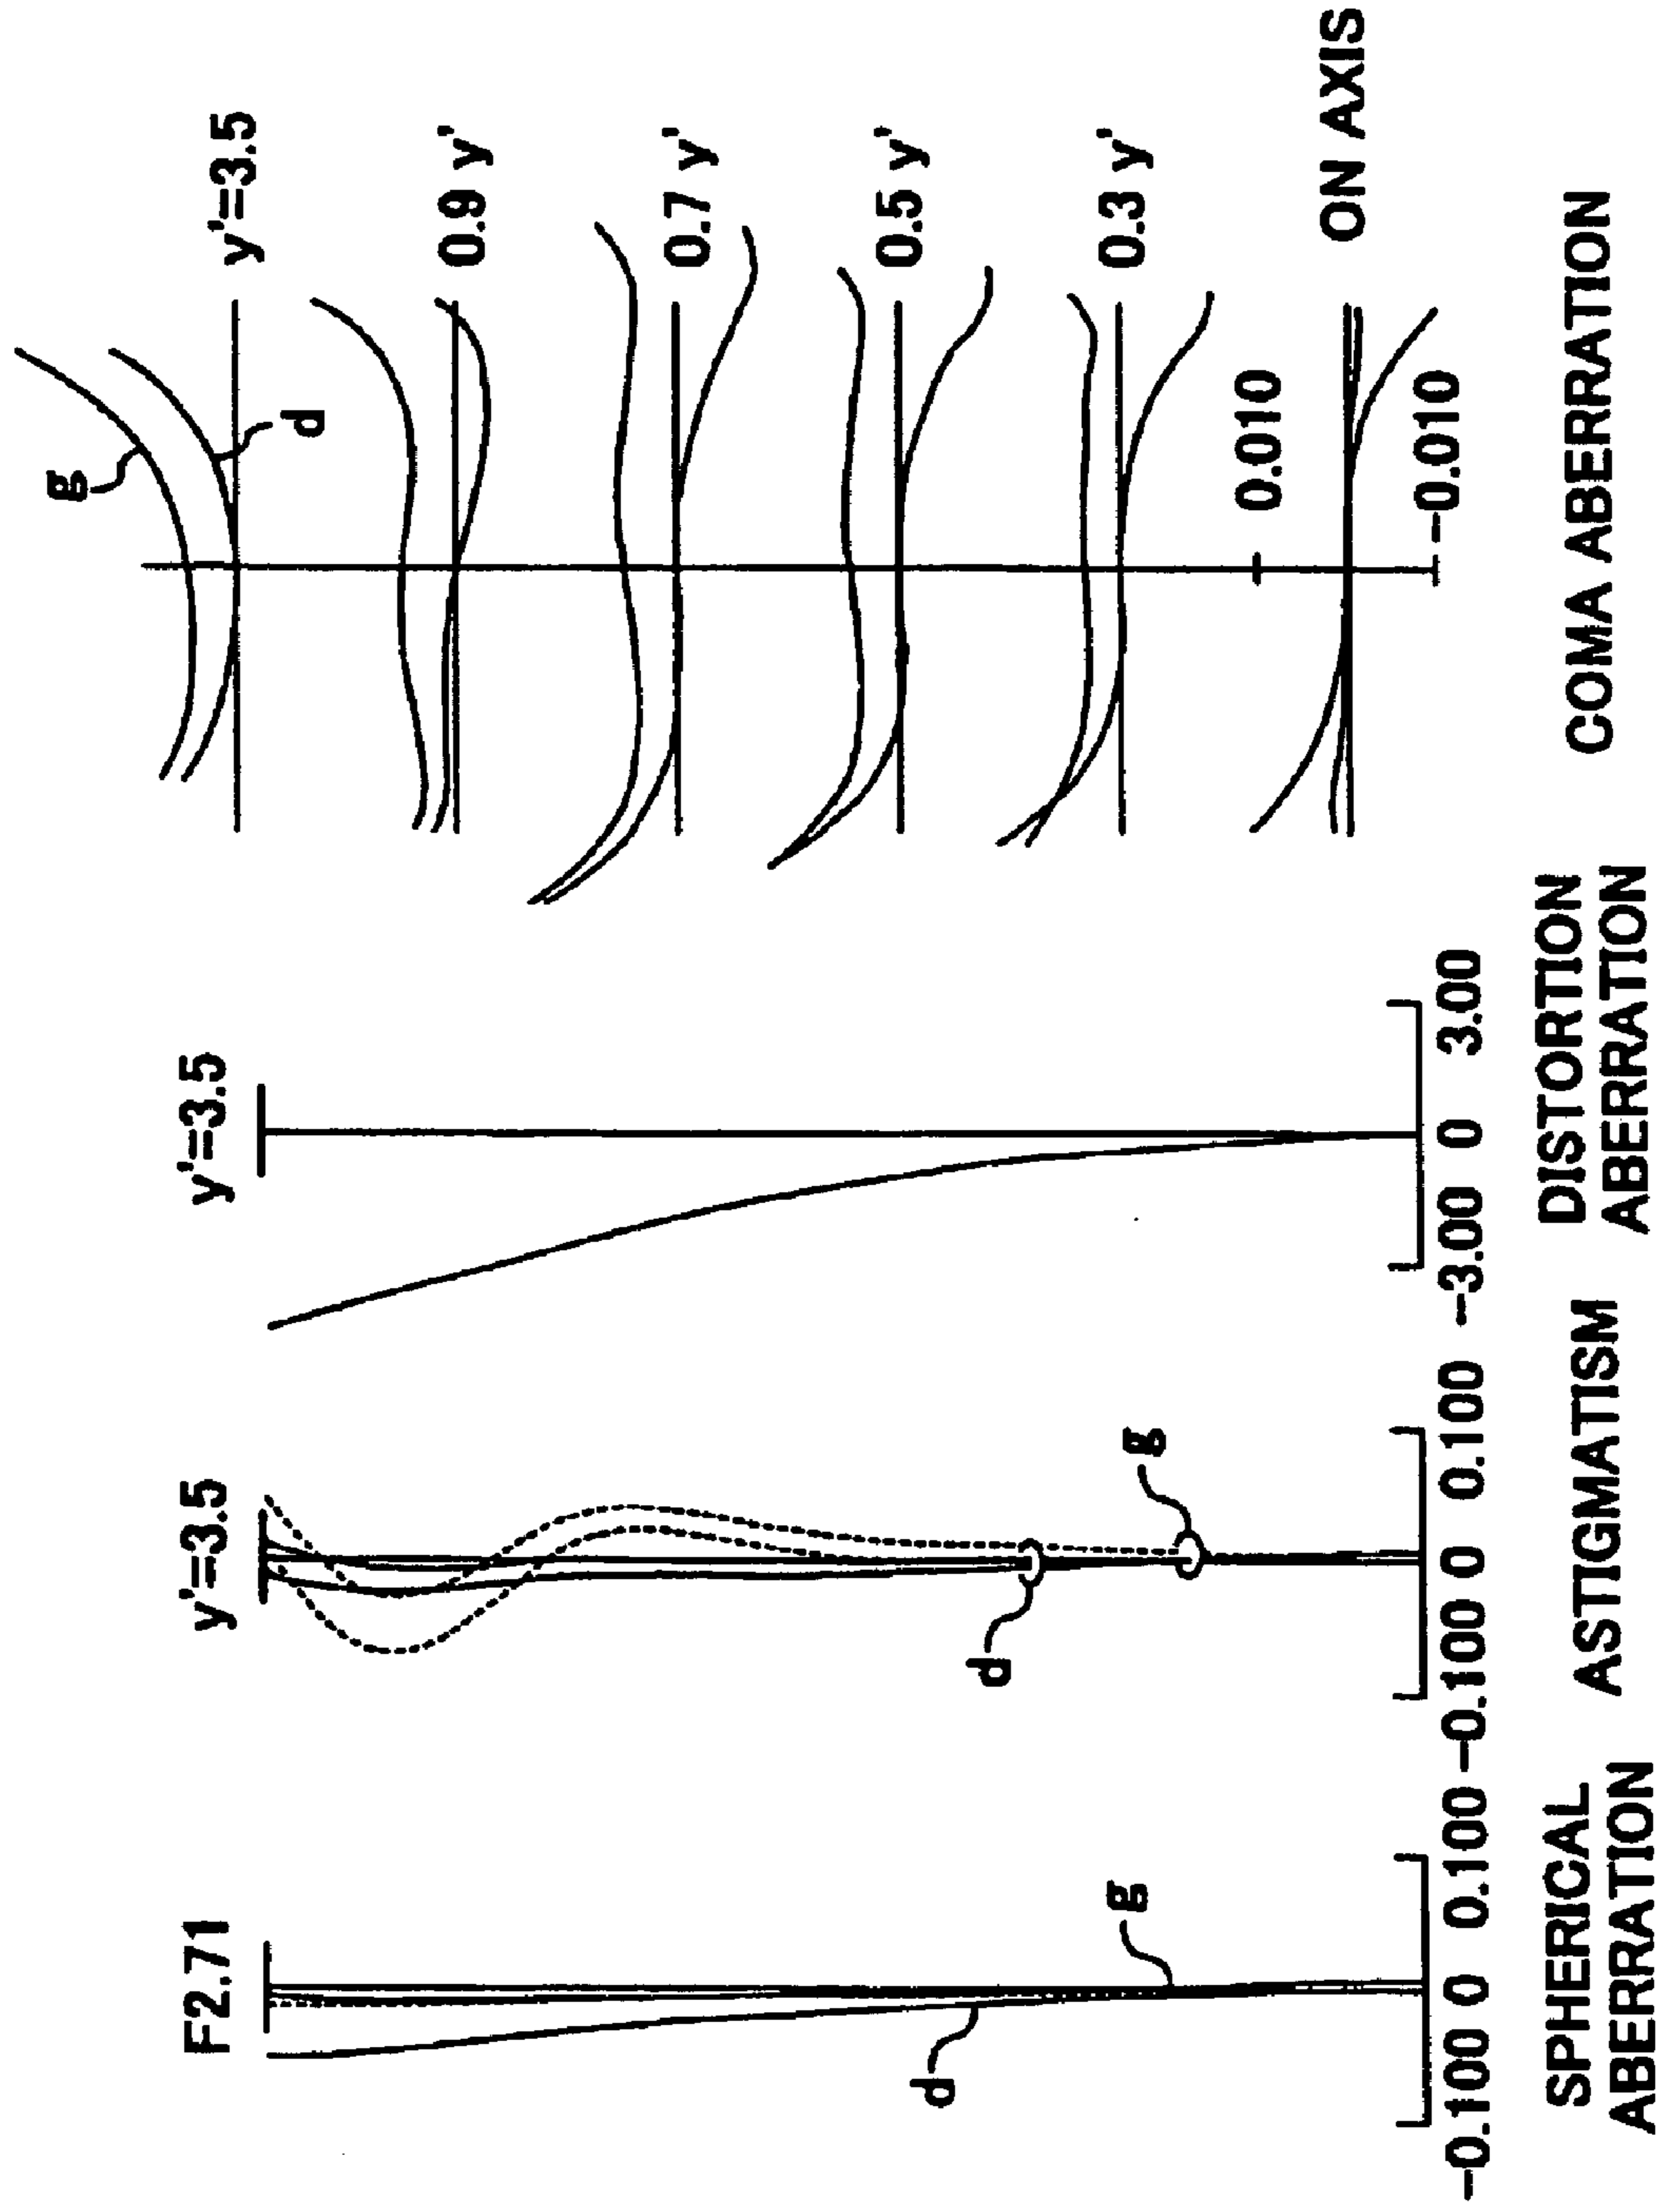 F2.71
g
d
-0.100 0 0.100
SPHERICAL
ABERRATION
y'=3.5
g
d
-0.100 0 0.100
ASTIGMATISM
y'=3.5
-3.00 0 3.00
DISTORTION
ABERRATION
g
d
y'=3.5
0.9 y'
0.7 y'
0.5 y'
0.3 y'
0.010
ON AXIS
-0.010
COMA ABERRATION